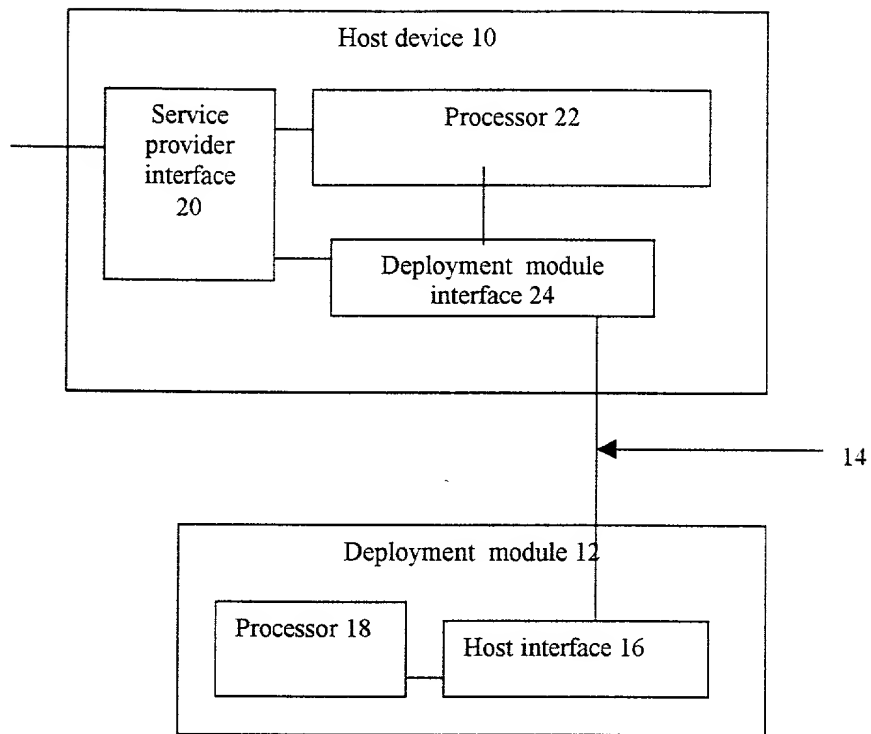 Host device 10
Service
provider
interface
20
Processor 22
Deployment module
interface 24
14
Deployment module 12
Processor 18
Host interface 16